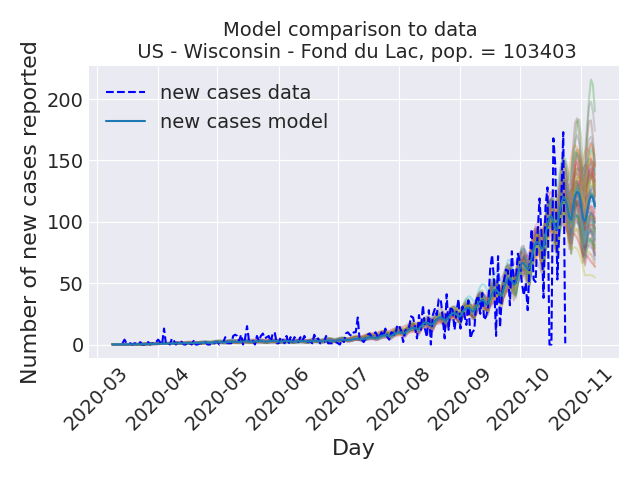 Model comparison to data
US - Wisconsin - Fond du Lac, pop. = 103403
Number of new cases reported
new cases data
new cases model
200
150
100
50
0
2020-03
2020-04
2020-05
2020-06
2020-07
2020-08
2020-09
2020-10
2020-11
Day